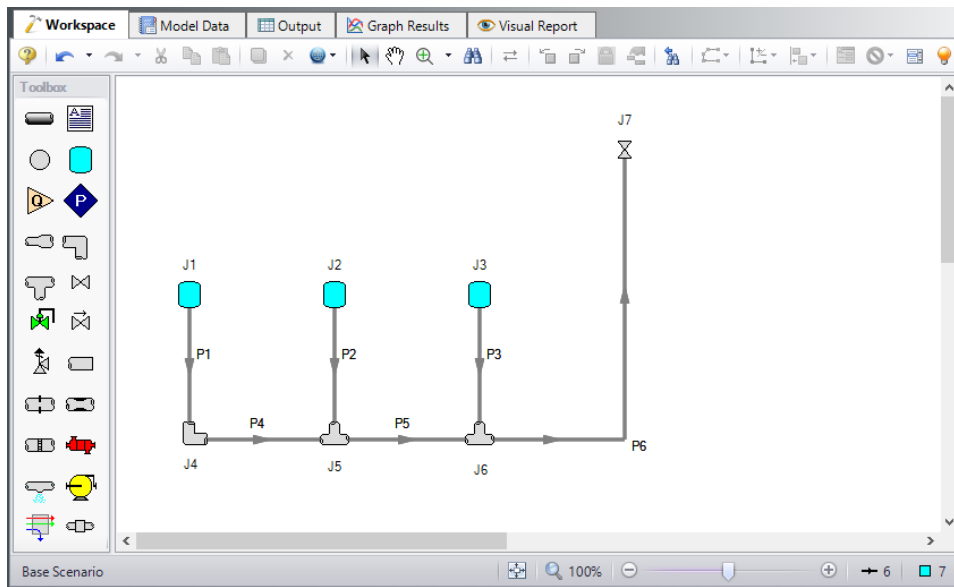 Workspace Model Data Output Graph Results Visual Report
Toolbox
A
Q P
J7
J1 J2 J3
P1 P2 P3
P4 P5
P6
J4 J5 J6
Base Scenario 100% 6 7